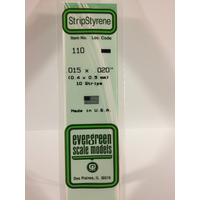 StripStyrene
Item No. Loc. Code
110
.015 x .020"
(0.4 x 0.5 mm)
10 Strips
Made in U.S.A.
evergreen
scale models
Des Plaines, IL 60018